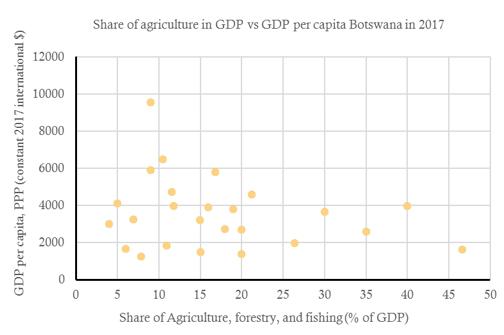 Share of agriculture in GDP vs GDP per capita Botswana in 2017
GDP per capita, PPP (constant 2017 international $)
12000
10000
8000
6000
4000
2000
0
0 5 10 15 20 25 30 35 40 45 50
Share of Agriculture, forestry, and fishing (% of GDP)